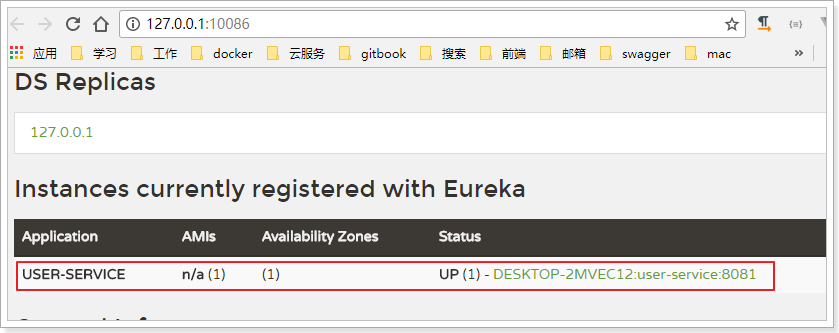 127.0.0.1:10086
应用 学习 工作 docker 云服务 gitbook 搜索 前端 邮箱 swagger mac »
DS Replicas
127.0.0.1
Instances currently registered with Eureka
Application AMIs Availability Zones Status
USER-SERVICE n/a (1) (1) UP (1) - DESKTOP-2MVEC12:user-service:8081